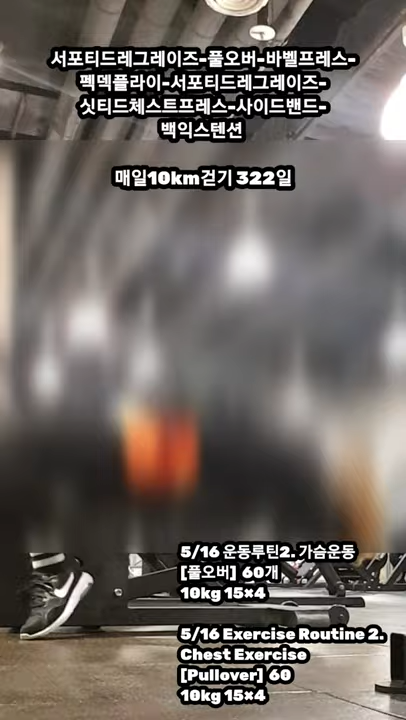 서포티드레그레이즈-풀오버-바벨프레스-
펙덱플라이-서포티드레그레이즈-
싯티드체스트프레스-사이드밴드-
백익스텐션
매일10km걷기 322일
5/16 운동루틴2. 가슴운동
[풀오버] 60개
10kg 15×4
5/16 Exercise Routine 2.
Chest Exercise
[Pullover] 60
10kg 15×4